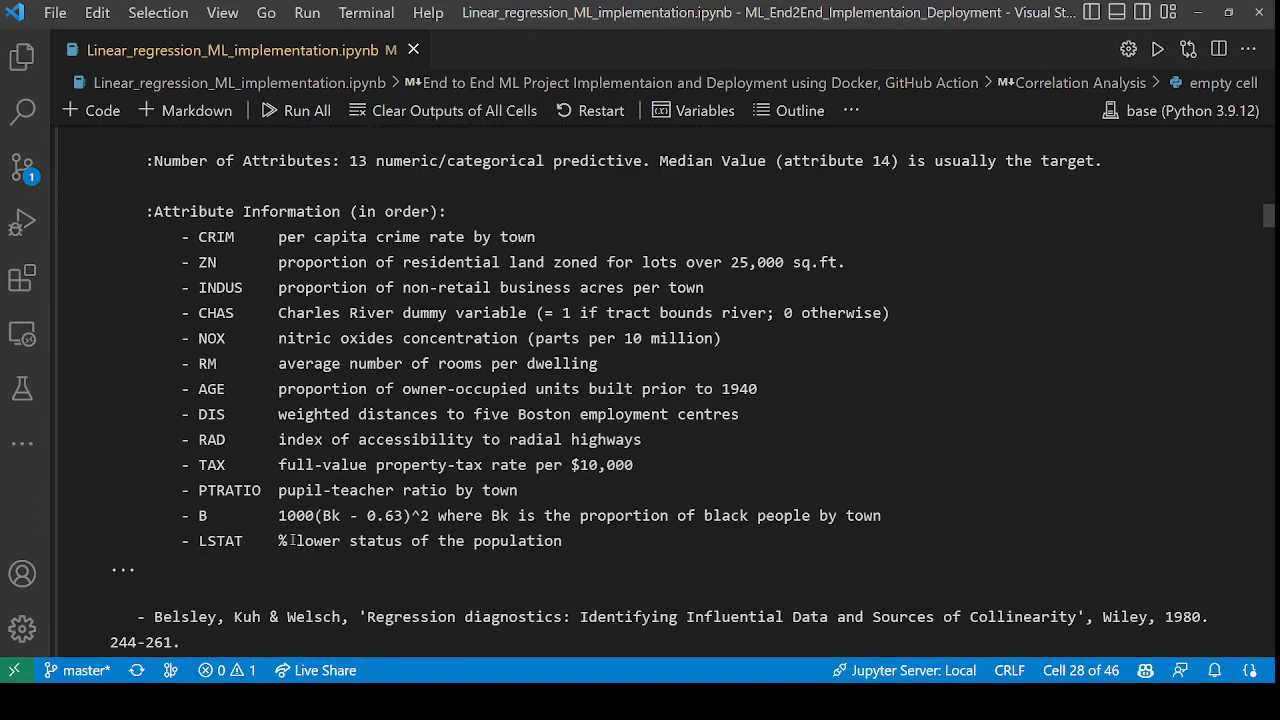 File Edit Selection View Go Run Terminal Help Linear_regression_ML_implementation.ipynb - ML_End2End_Implementaion_Deployment - Visual St...
Linear_regression_ML_implementation.ipynb M
Linear_regression_ML_implementation.ipynb > M↓End to End ML Project Implementaion and Deployment using Docker, GitHub Action > M↓Correlation Analysis > empty cell
+ Code + Markdown | Run All Clear Outputs of All Cells Restart | Variables Outline ... base (Python 3.9.12)
:Number of Attributes: 13 numeric/categorical predictive. Median Value (attribute 14) is usually the target.
:Attribute Information (in order):
- CRIM per capita crime rate by town
- ZN proportion of residential land zoned for lots over 25,000 sq.ft.
- INDUS proportion of non-retail business acres per town
- CHAS Charles River dummy variable (= 1 if tract bounds river; 0 otherwise)
- NOX nitric oxides concentration (parts per 10 million)
- RM average number of rooms per dwelling
- AGE proportion of owner-occupied units built prior to 1940
- DIS weighted distances to five Boston employment centres
- RAD index of accessibility to radial highways
- TAX full-value property-tax rate per $10,000
- PTRATIO pupil-teacher ratio by town
- B 1000(Bk - 0.63)^2 where Bk is the proportion of black people by town
- LSTAT % lower status of the population
...
- Belsley, Kuh & Welsch, 'Regression diagnostics: Identifying Influential Data and Sources of Collinearity', Wiley, 1980.
244-261.
1
master* 0 1 Live Share Jupyter Server: Local CRLF Cell 28 of 46